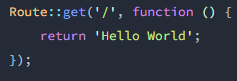 Route::get('/', function () {
    return 'Hello World';
});